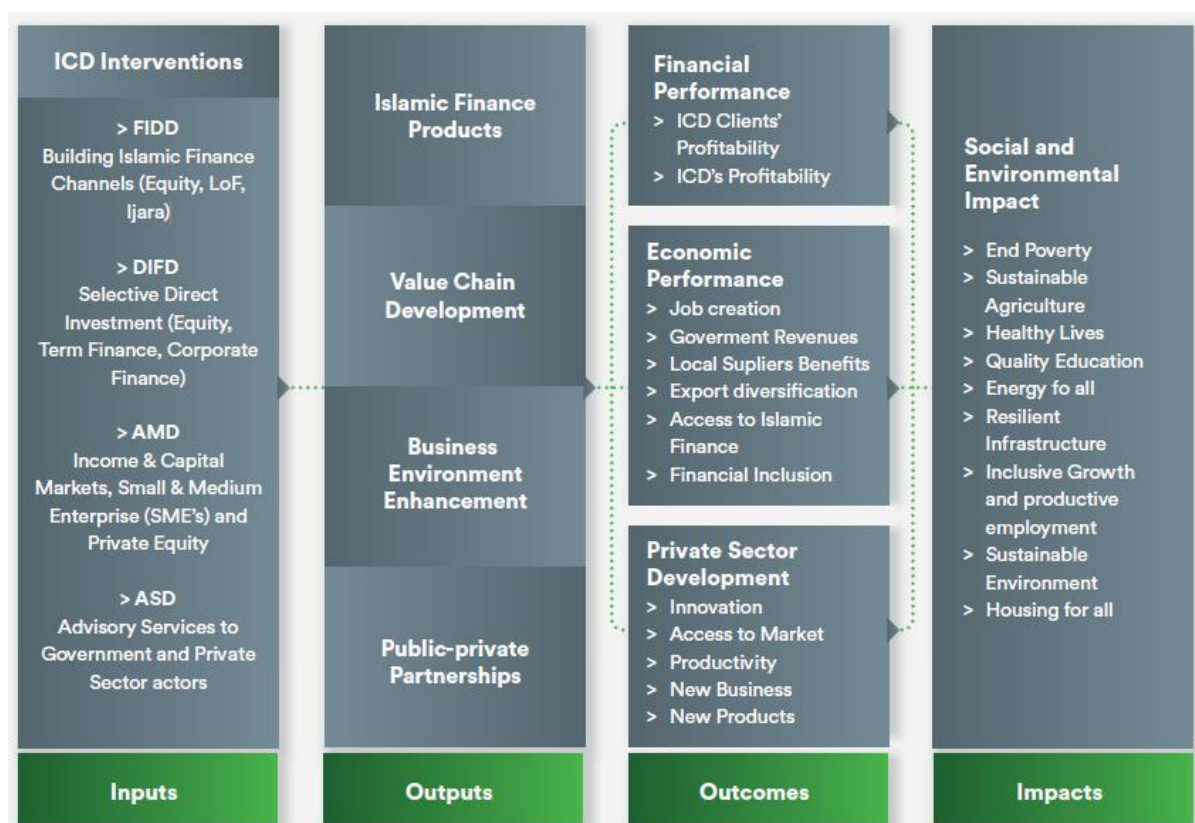 ICD Interventions
> FIDD
Building Islamic Finance
Channels (Equity, LoF,
Ijara)
> DIFD
Selective Direct
Investment (Equity,
Term Finance, Corporate
Finance)
> AMD
Income & Capital
Markets, Small & Medium
Enterprise (SME's) and
Private Equity
> ASD
Advisory Services to
Government and Private
Sector actors
Inputs
Islamic Finance
Products
Value Chain
Development
Business
Environment
Enhancement
Public-private
Partnerships
Outputs
Financial
Performance
> ICD Clients'
Profitability
> ICD's Profitability
Economic
Performance
> Job creation
> Goverment Revenues
> Local Supliers Benefits
> Export diversification
> Access to Islamic
Finance
> Financial Inclusion
Private Sector
Development
> Innovation
> Access to Market
> Productivity
> New Business
> New Products
Outcomes
Social and
Environmental
Impact
> End Poverty
> Sustainable
Agriculture
> Healthy Lives
> Quality Education
> Energy fo all
> Resilient
Infrastructure
> Inclusive Growth
and productive
employment
> Sustainable
Environment
> Housing for all
Impacts